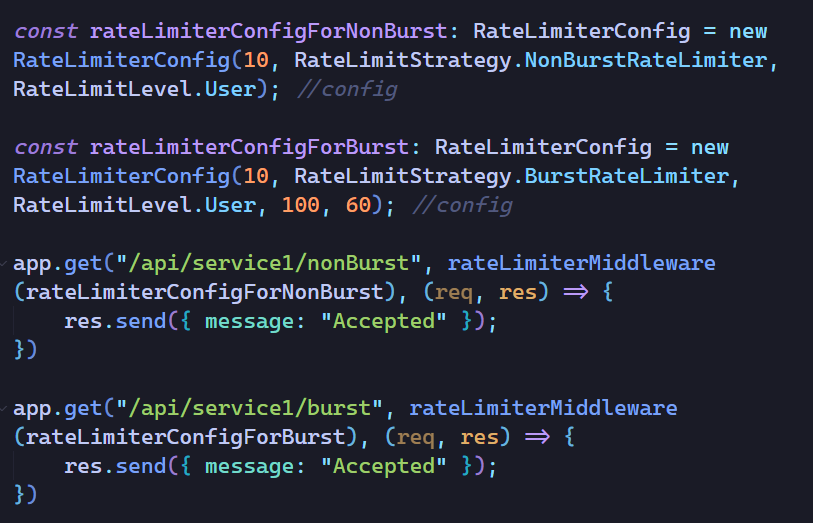 const rateLimiterConfigForNonBurst: RateLimiterConfig = new
RateLimiterConfig(10, RateLimitStrategy.NonBurstRateLimiter,
RateLimitLevel.User); //config
const rateLimiterConfigForBurst: RateLimiterConfig = new
RateLimiterConfig(10, RateLimitStrategy.BurstRateLimiter,
RateLimitLevel.User, 100, 60); //config
app.get("/api/service1/nonBurst", rateLimiterMiddleware
(rateLimiterConfigForNonBurst), (req, res) => {
    res.send({ message: "Accepted" });
})
app.get("/api/service1/burst", rateLimiterMiddleware
(rateLimiterConfigForBurst), (req, res) => {
    res.send({ message: "Accepted" });
})